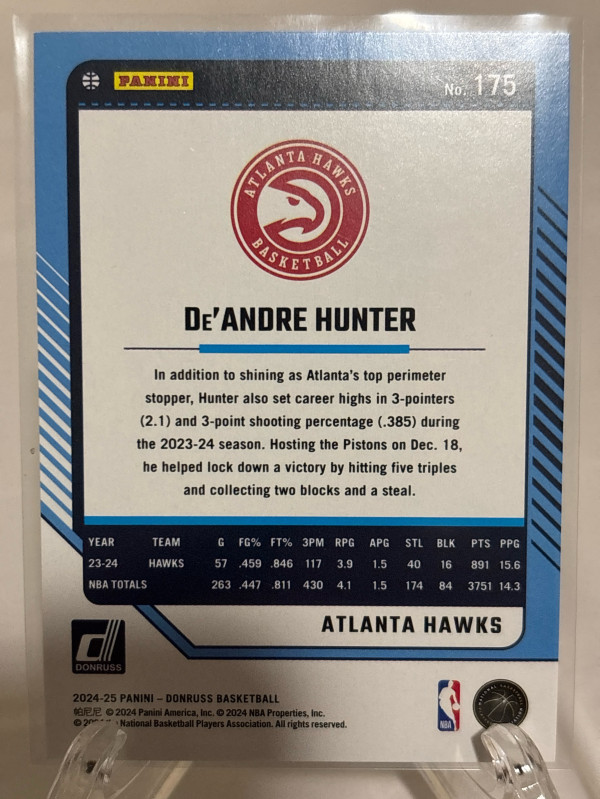 PANINI
No. 175
ATLANTA HAWKS
BASKETBALL
DE'ANDRE HUNTER
In addition to shining as Atlanta's top perimeter
stopper, Hunter also set career highs in 3-pointers
(2.1) and 3-point shooting percentage (.385) during
the 2023-24 season. Hosting the Pistons on Dec. 18,
he helped lock down a victory by hitting five triples
and collecting two blocks and a steal.
YEAR TEAM G FG% FT% 3PM RPG APG STL BLK PTS PPG
23-24 HAWKS 57 .459 .846 117 3.9 1.5 40 16 891 15.6
NBA TOTALS 263 .447 .811 430 4.1 1.5 174 84 3751 14.3
ATLANTA HAWKS
DONRUSS
2024-25 PANINI – DONRUSS BASKETBALL
帕尼尼 © 2024 Panini America, Inc. © 2024 NBA Properties, Inc.
© National Basketball Players Association. All rights reserved.
NBA